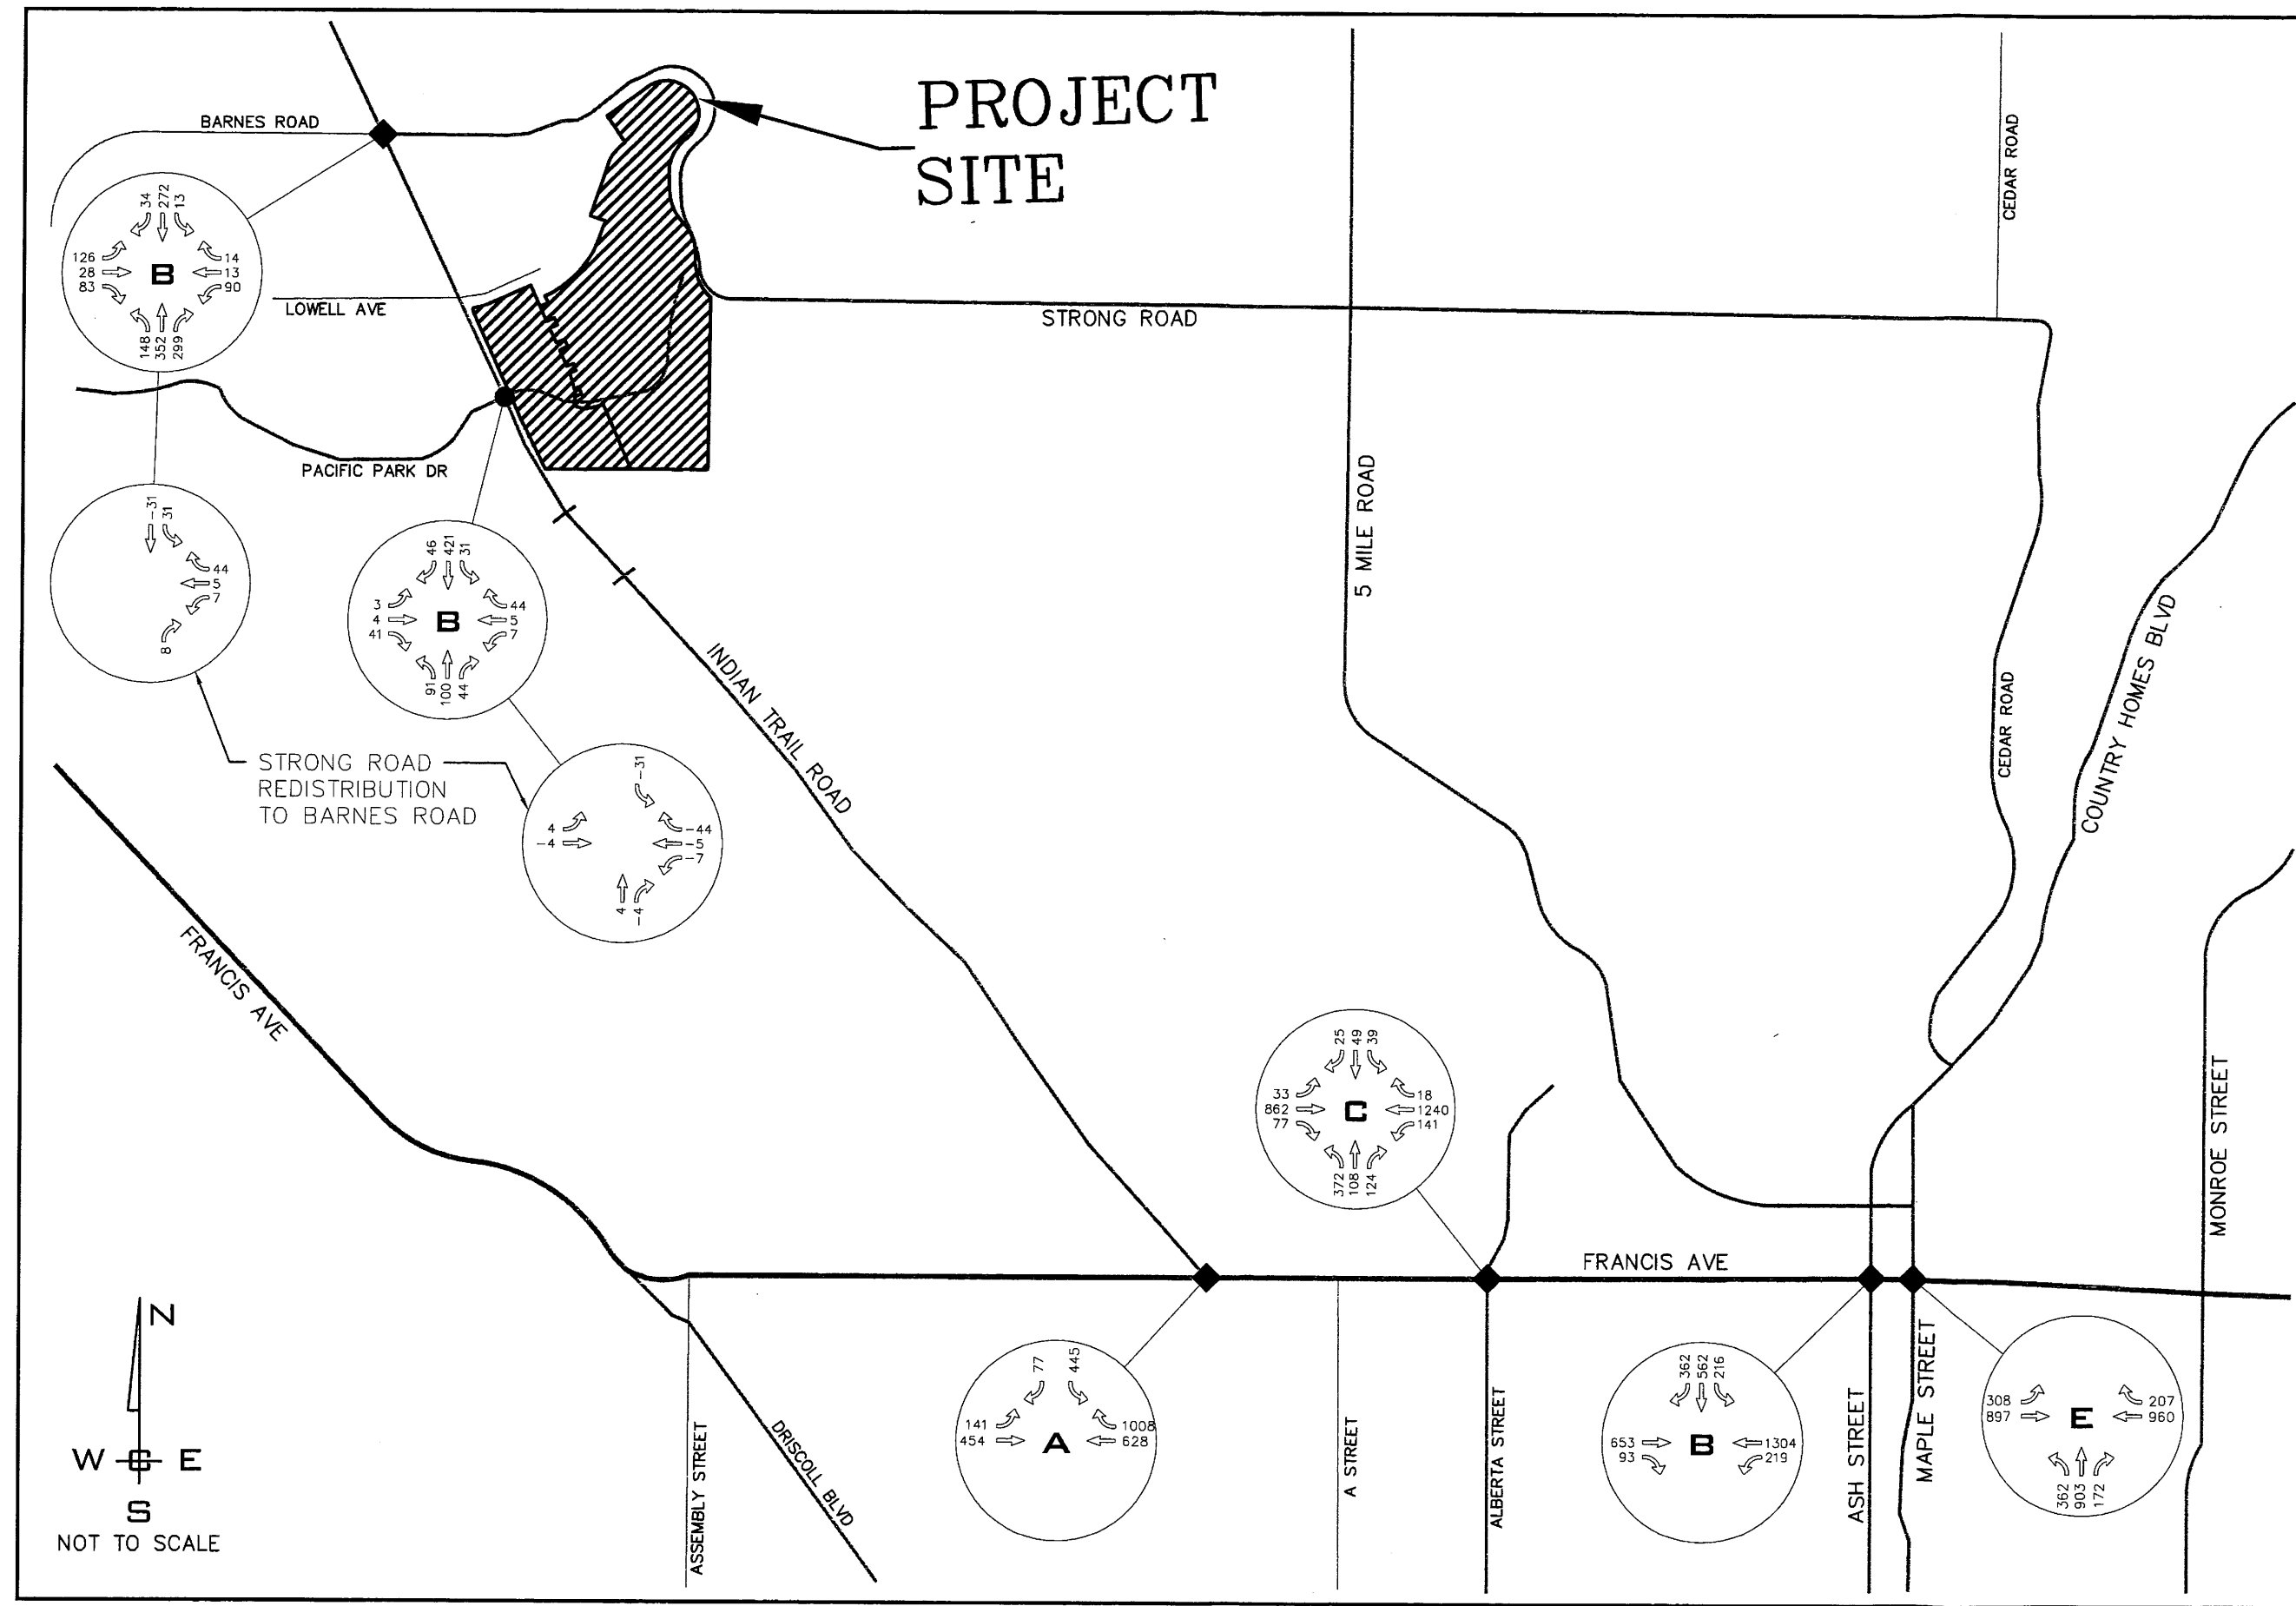 PROJECT
SITE
BARNES ROAD
CEDAR ROAD
34
272
13
126
28
83
B
14
13
90
148
352
299
LOWELL AVE
STRONG ROAD
PACIFIC PARK DR
5 MILE ROAD
-31
31
44
5
7
8
46
421
31
3
4
41
B
44
5
7
91
100
44
INDIAN TRAIL ROAD
COUNTRY HOMES BLVD
CEDAR ROAD
STRONG ROAD
REDISTRIBUTION
TO BARNES ROAD
-31
4
-4
-44
-5
-7
4
-4
FRANCIS AVE
25
49
39
33
862
77
C
18
1240
141
372
108
124
MONROE STREET
FRANCIS AVE
N
W C E
S
NOT TO SCALE
ASSEMBLY STREET
DRISCOLL BLVD
77
445
141
454
A
1008
628
A STREET
ALBERTA STREET
362
562
216
653
93
B
1304
219
ASH STREET
MAPLE STREET
308
897
E
207
960
362
903
172